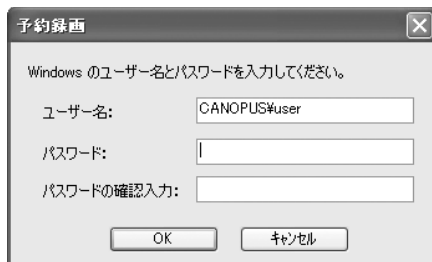 予約録画
Windows のユーザー名とパスワードを入力してください。
ユーザー名: CANOPUS¥user
パスワード:
パスワードの確認入力:
OK キャンセル